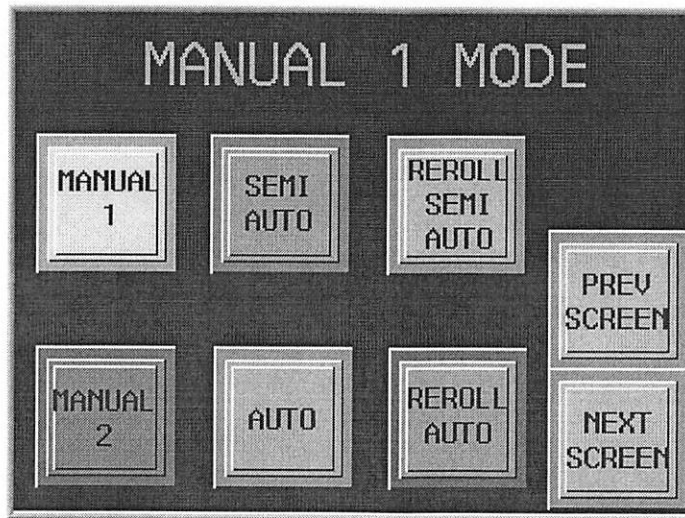 MANUAL 1 MODE
MANUAL
1
SEMI
AUTO
REROLL
SEMI
AUTO
PREV
SCREEN
MANUAL
2
AUTO
REROLL
AUTO
NEXT
SCREEN